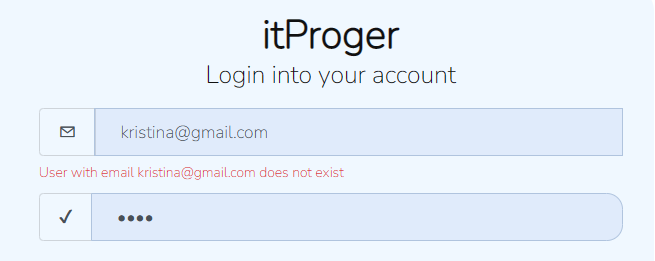 itProger
Login into your account
kristina@gmail.com
User with email kristina@gmail.com does not exist
••••